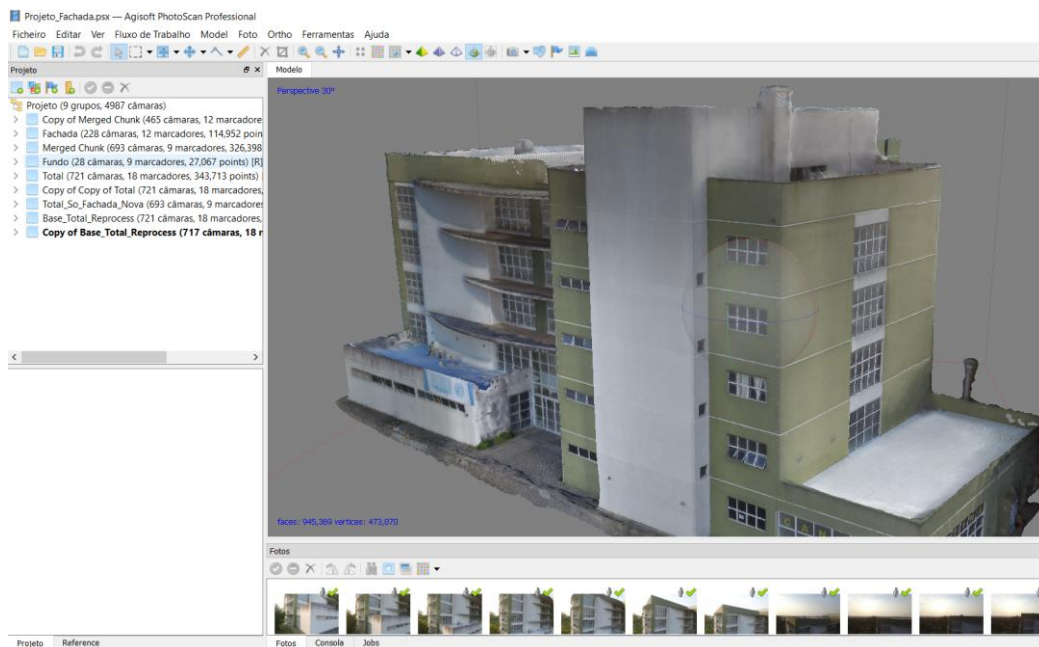 Projeto_Fachada.psx — Agisoft PhotoScan Professional
Ficheiro Editar Ver Fluxo de Trabalho Model Foto Ortho Ferramentas Ajuda
Projeto
Modelo
Perspective 30°
Projeto (9 grupos, 4987 câmaras)
Copy of Merged Chunk (465 câmaras, 12 marcadore
Fachada (228 câmaras, 12 marcadores, 114,952 poin
Merged Chunk (693 câmaras, 9 marcadores, 326,398
Fundo (28 câmaras, 9 marcadores, 27,067 points) [R]
Total (721 câmaras, 18 marcadores, 343,713 points)
Copy of Copy of Total (721 câmaras, 18 marcadores,
Total_So_Fachada_Nova (693 câmaras, 9 marcadores
Base_Total_Reprocess (721 câmaras, 18 marcadores,
Copy of Base_Total_Reprocess (717 câmaras, 18
faces: 945,369 vertices: 473,870
Fotos
Projeto Reference
Fotos Consola Jobs